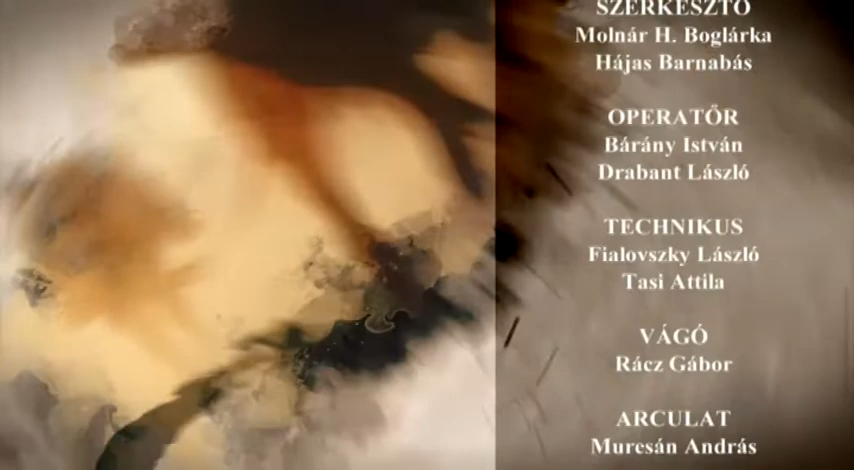 SZERKESZTŐ
Molnár H. Boglárka
Hájas Barnabás
OPERATŐR
Bárány István
Drabant László
TECHNIKUS
Fialovszky László
Tasi Attila
VÁGÓ
Rácz Gábor
ARCULAT
Muresán András